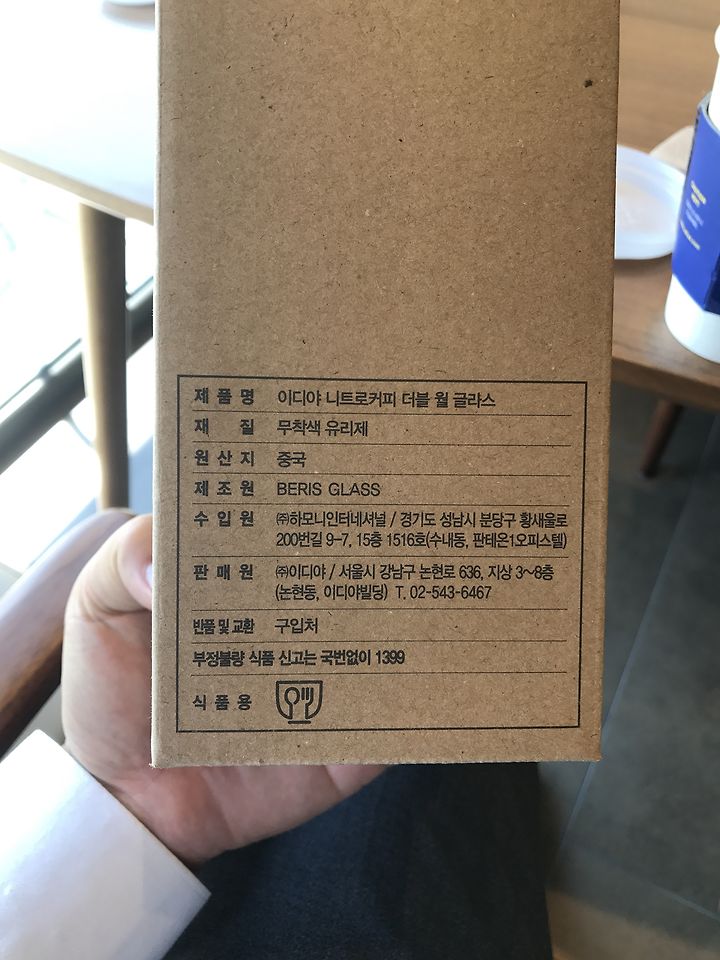 제품명 이디야 니트로커피 더블 월 글라스
재질 무착색 유리제
원산지 중국
제조원 BERIS GLASS
수입원 ㈜하모니인터네셔널 / 경기도 성남시 분당구 황새울로
200번길 9-7, 15층 1516호(수내동, 판테온1오피스텔)
판매원 ㈜이디야 / 서울시 강남구 논현로 636, 지상 3~8층
(논현동, 이디야빌딩) T. 02-543-6467
반품 및 교환 구입처
부정불량 식품 신고는 국번없이 1399
식품용